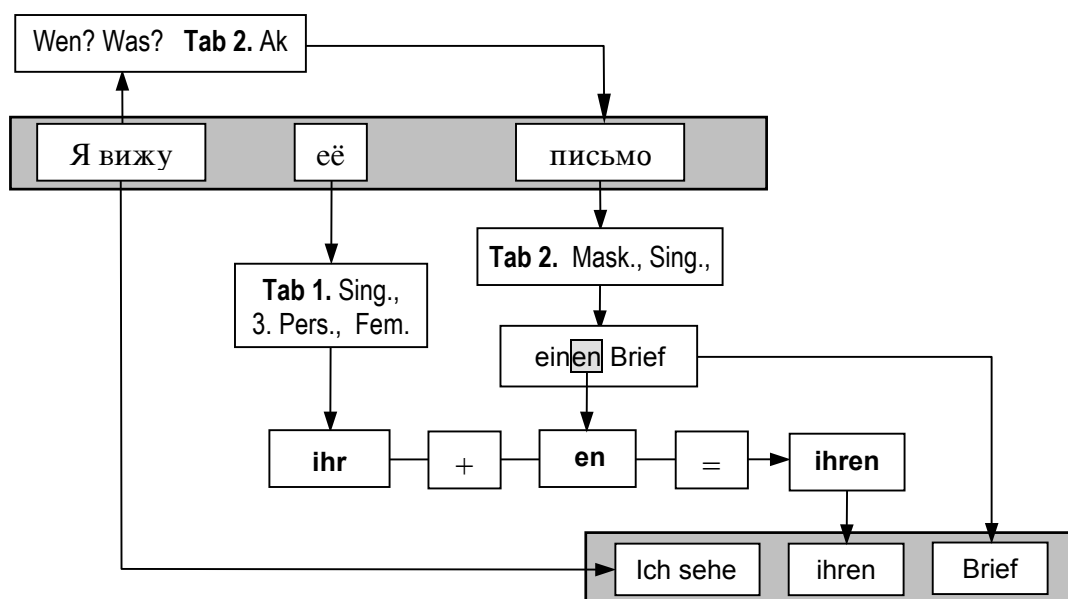 Wen? Was? Tab 2. Ak
Я вижу
её
письмо
Tab 2. Mask., Sing.,
Tab 1. Sing.,
3. Pers., Fem.
einen Brief
ihr
+
en
=
ihren
Ich sehe
ihren
Brief